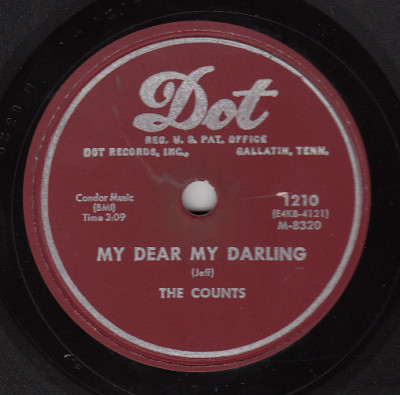 Dot
REG. U. S. PAT. OFFICE
DOT RECORDS, INC., GALLATIN, TENN.
Condor Music
(BMI)
Time 3:09
1210
(E4KB-4121)
M-8320
MY DEAR MY DARLING
(Jeff)
THE COUNTS